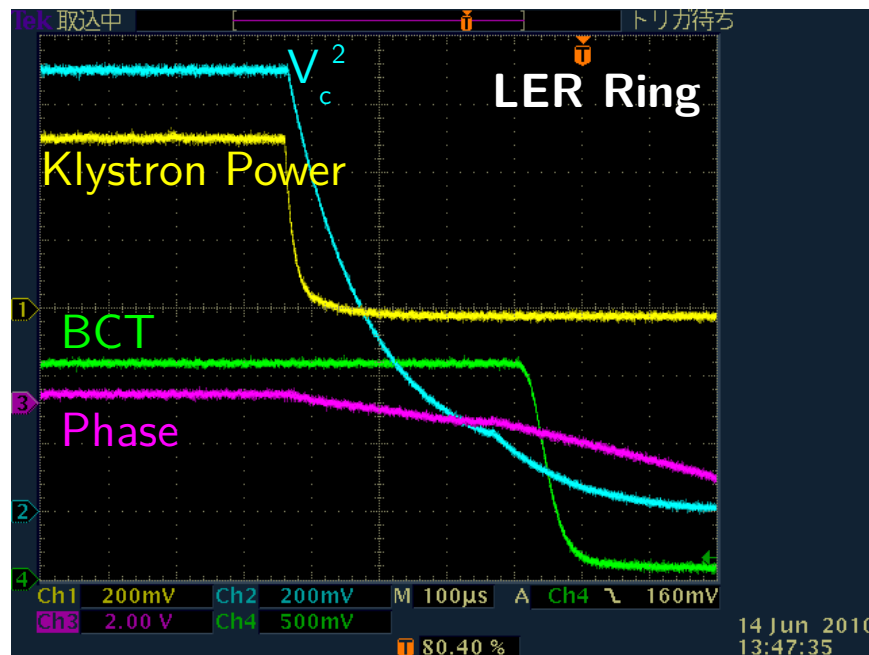 Tek 取込中 T トリガ待ち
T
V_c^2
LER Ring
Klystron Power
1
BCT
3
Phase
2
4
Ch1 200mV Ch2 200mV M 100µs A Ch4 160mV
Ch3 2.00 V Ch4 500mV
T 80.40 %
14 Jun 2010
13:47:35